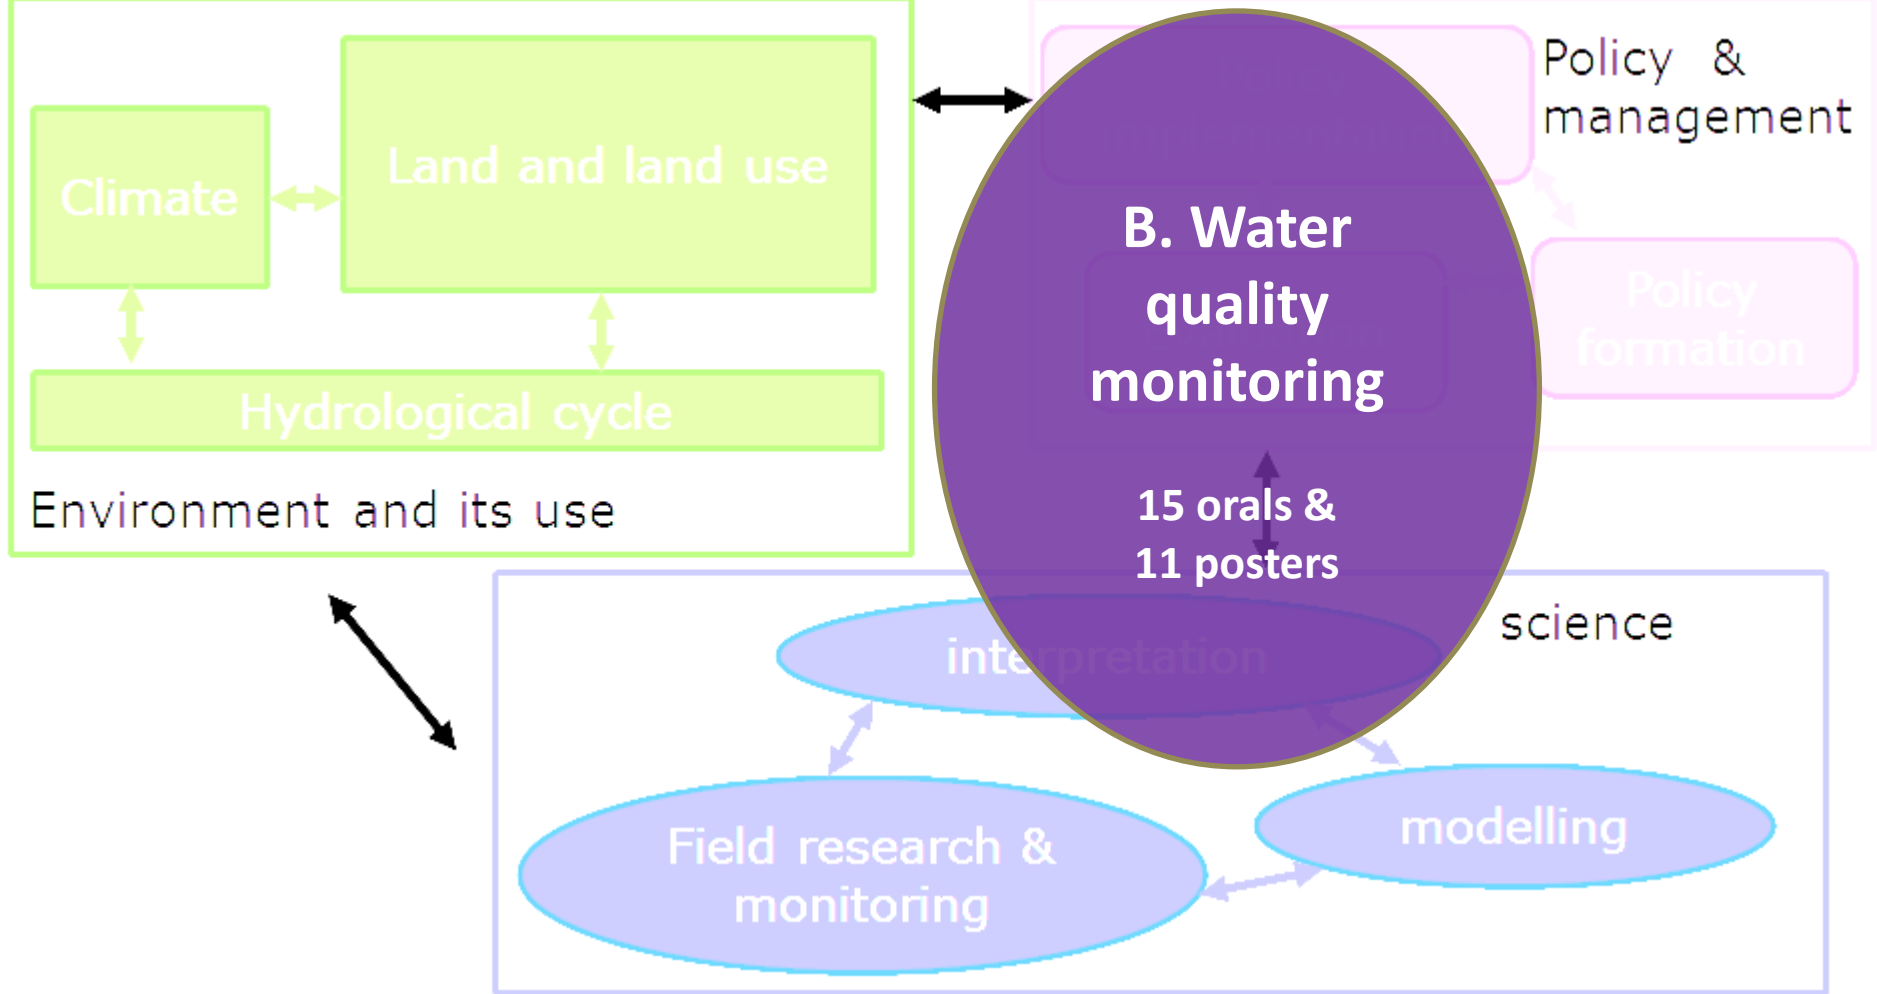 Policy &
management
Land and land use
Climate
Hydrological cycle
Environment and its use
B. Water
quality
monitoring
15 orals &
11 posters
Policy
formation
science
interpretation
Field research &
monitoring
modelling